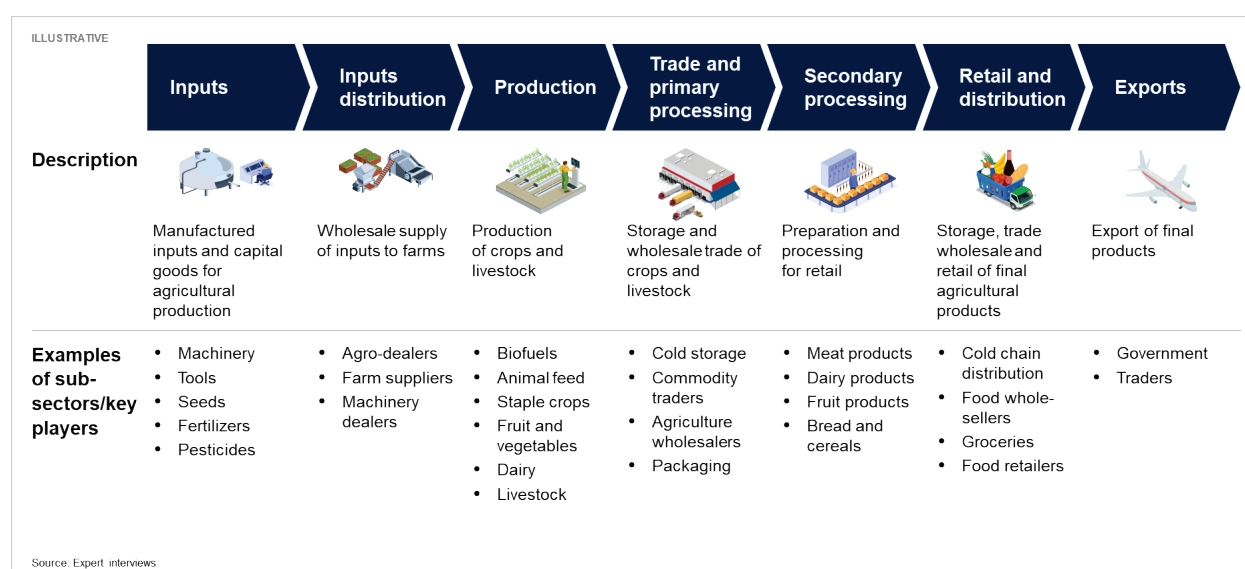 ILLUSTRATIVE
Inputs
Inputs
distribution
Production
Trade and
primary
processing
Secondary
processing
Retail and
distribution
Exports
Description
Manufactured
inputs and capital
goods for
agricultural
production
Wholesale supply
of inputs to farms
Production
of crops and
livestock
Storage and
wholesale trade of
crops and
livestock
Preparation and
processing
for retail
Storage, trade
wholesale and
retail of final
agricultural
products
Export of final
products
Examples
of sub-
sectors/key
players
• Machinery
• Tools
• Seeds
• Fertilizers
• Pesticides
• Agro-dealers
• Farm suppliers
• Machinery
dealers
• Biofuels
• Animal feed
• Staple crops
• Fruit and
vegetables
• Dairy
• Livestock
• Cold storage
• Commodity
traders
• Agriculture
wholesalers
• Packaging
• Meat products
• Dairy products
• Fruit products
• Bread and
cereals
• Cold chain
distribution
• Food whole-
sellers
• Groceries
• Food retailers
• Government
• Traders
Source: Expert interviews